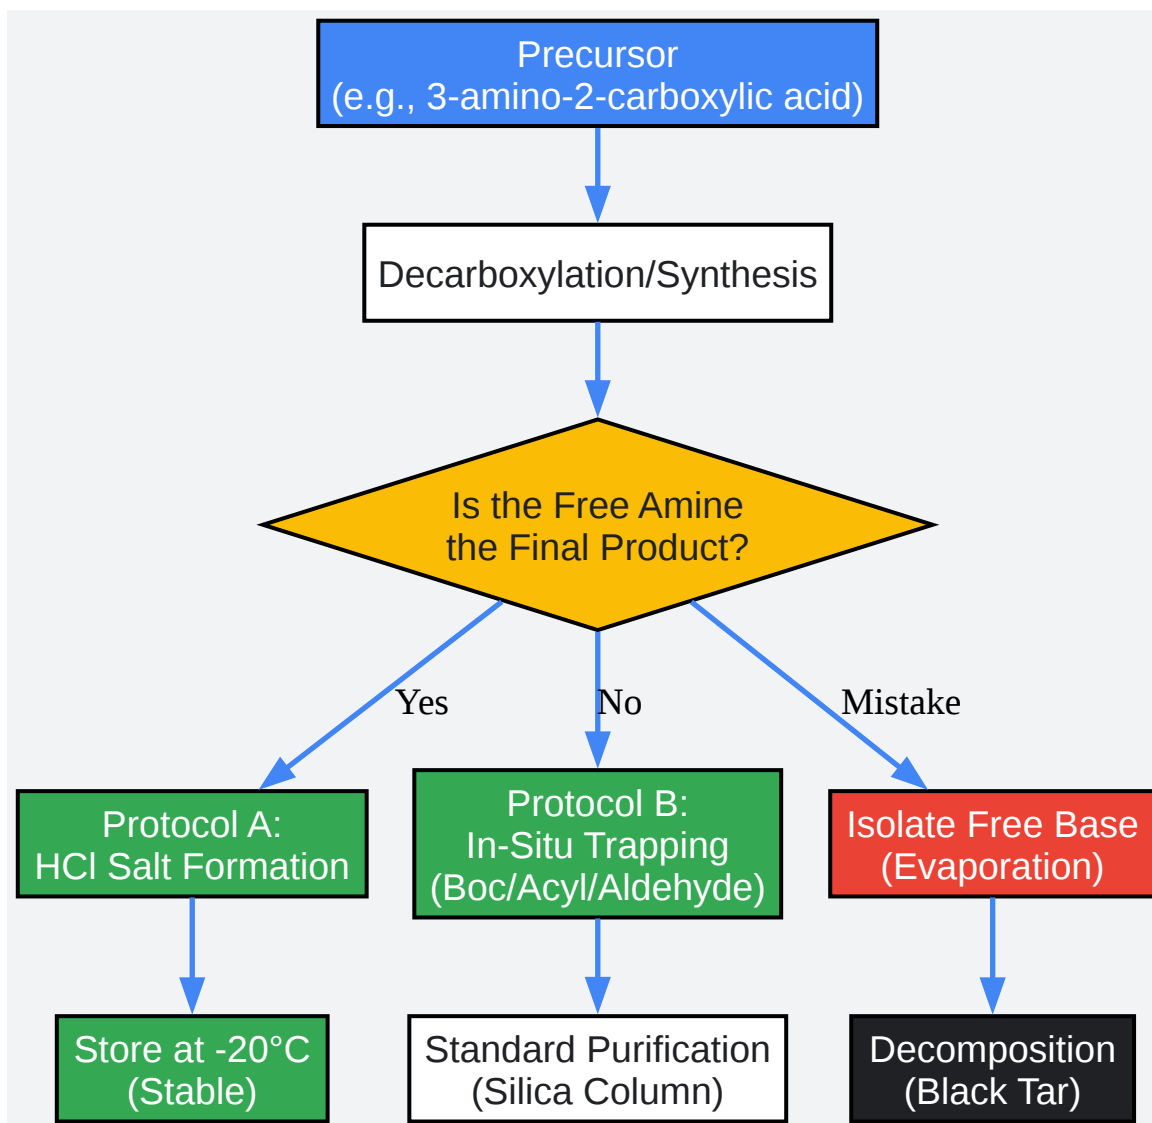 Precursor
(e.g., 3-amino-2-carboxylic acid)
Decarboxylation/Synthesis
Is the Free Amine
the Final Product?
Yes
No
Mistake
Protocol A:
HCl Salt Formation
Protocol B:
In-Situ Trapping
(Boc/Acyl/Aldehyde)
Isolate Free Base
(Evaporation)
Store at -20°C
(Stable)
Standard Purification
(Silica Column)
Decomposition
(Black Tar)